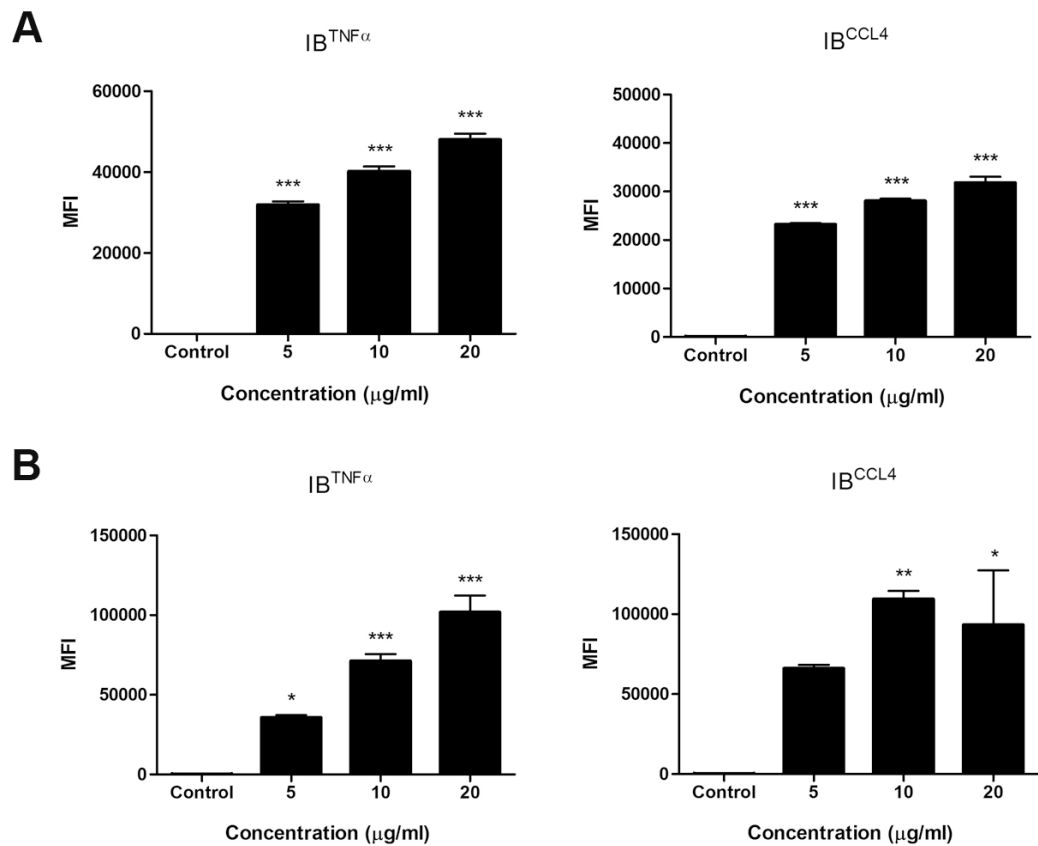 A
IB^TNFα
60000
40000
20000
0
MFI
***
***
***
Control 5 10 20
Concentration (μg/ml)
IB^CCL4
50000
40000
30000
20000
10000
0
MFI
***
***
***
Control 5 10 20
Concentration (μg/ml)
B
IB^TNFα
150000
100000
50000
0
MFI
*
***
***
Control 5 10 20
Concentration (μg/ml)
IB^CCL4
150000
100000
50000
0
MFI
**
*
Control 5 10 20
Concentration (μg/ml)